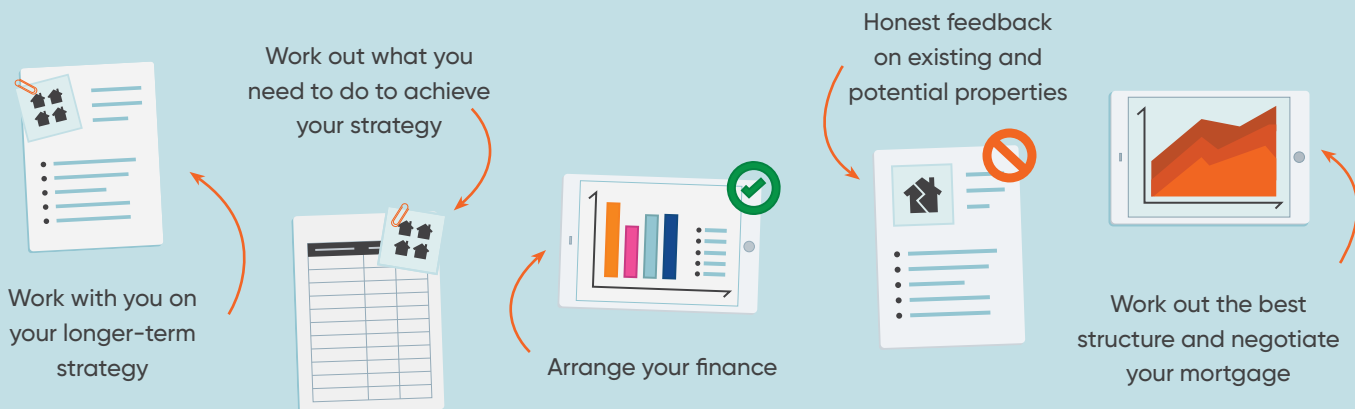 Work with you on
your longer-term
strategy
Work out what you
need to do to achieve
your strategy
Arrange your finance
Honest feedback
on existing and
potential properties
Work out the best
structure and negotiate
your mortgage